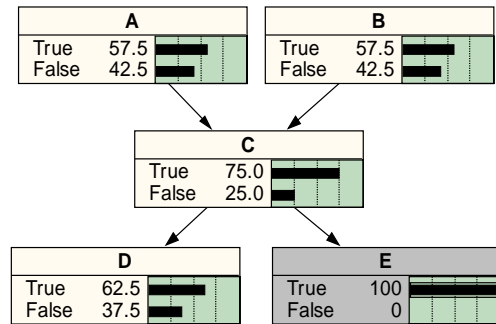 A
True 57.5
False 42.5
B
True 57.5
False 42.5
C
True 75.0
False 25.0
D
True 62.5
False 37.5
E
True 100
False 0